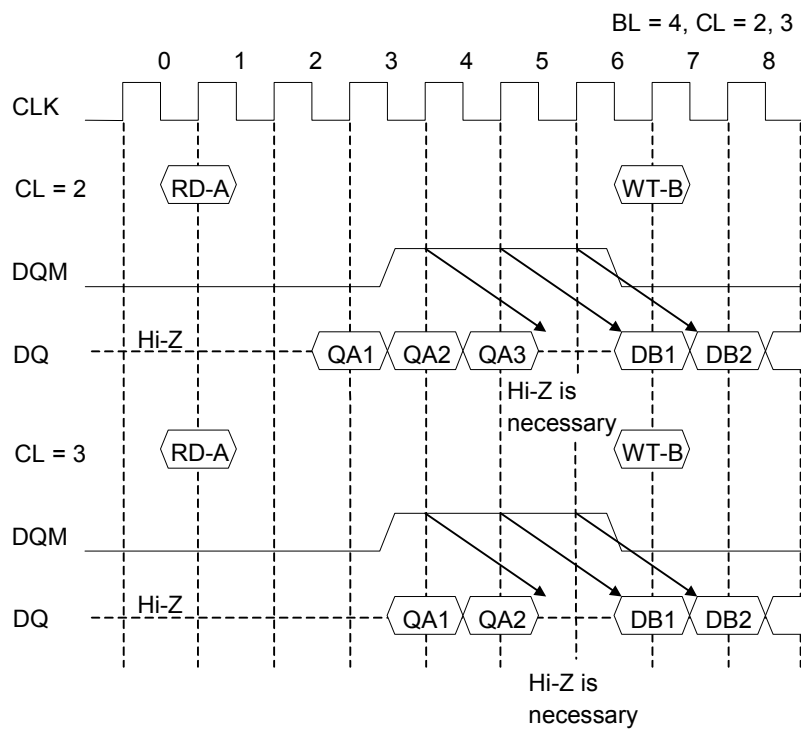 BL = 4, CL = 2, 3
0 1 2 3 4 5 6 7 8
CLK
CL = 2 RD-A WT-B
DQM
DQ Hi-Z QA1 QA2 QA3 DB1 DB2
Hi-Z is
necessary
CL = 3 RD-A WT-B
DQM
DQ Hi-Z QA1 QA2 DB1 DB2
Hi-Z is
necessary